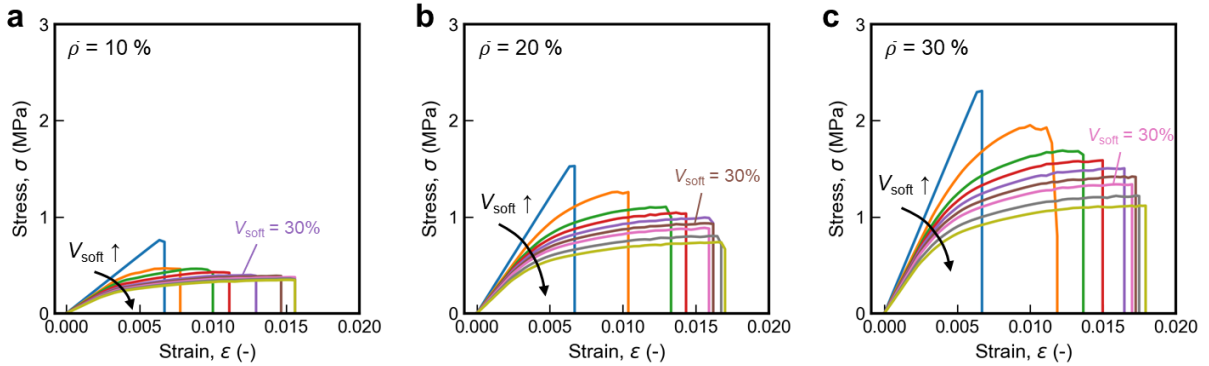 a
ρ̄ = 10 %
Stress, σ (MPa)
3
2
1
0
V_soft ↑
V_soft = 30%
0.000 0.005 0.010 0.015 0.020
Strain, ε (-)
b
ρ̄ = 20 %
Stress, σ (MPa)
3
2
1
0
V_soft ↑
V_soft = 30%
0.000 0.005 0.010 0.015 0.020
Strain, ε (-)
c
ρ̄ = 30 %
Stress, σ (MPa)
3
2
1
0
V_soft ↑
V_soft = 30%
0.000 0.005 0.010 0.015 0.020
Strain, ε (-)